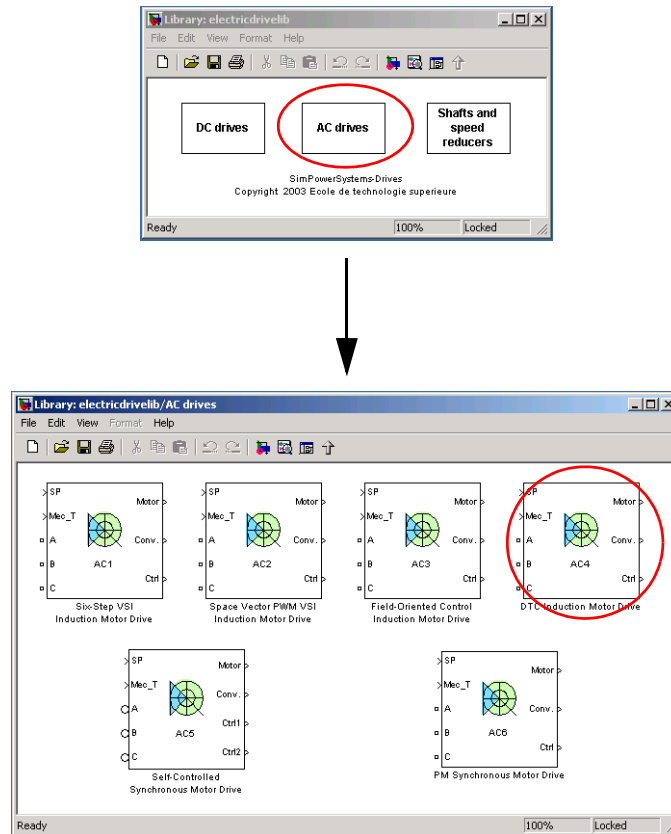 Library: electricdrivelib
File Edit View Format Help
DC drives
AC drives
Shafts and
speed
reducers
SimPowerSystems-Drives
Copyright 2003 Ecole de technologie superieure
Ready 100% Locked
Library: electricdrivelib/AC drives
File Edit View Format Help
SP
Mec_T
A
B
C
Motor
Conv.
Ctrl
AC1
Six-Step VSI
Induction Motor Drive
SP
Mec_T
A
B
C
Motor
Conv.
Ctrl
AC2
Space Vector PWM VSI
Induction Motor Drive
SP
Mec_T
A
B
C
Motor
Conv.
Ctrl
AC3
Field-Oriented Control
Induction Motor Drive
SP
Mec_T
A
B
C
Motor
Conv.
Ctrl
AC4
DTC Induction Motor Drive
SP
Mec_T
A
B
C
Motor
Conv.
Ctrl1
Ctrl2
AC5
Self-Controlled
Synchronous Motor Drive
SP
Mec_T
A
B
C
Motor
Conv.
Ctrl
AC6
PM Synchronous Motor Drive
Ready 100% Locked